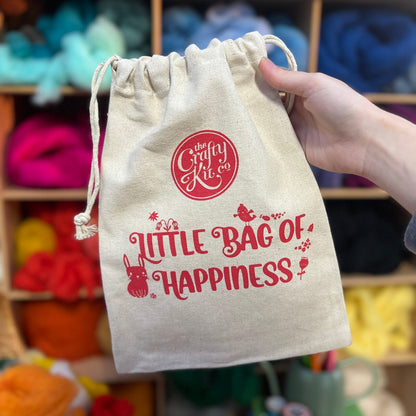 the
Crafty
Kit Co
LITTLE BAG OF
HAPPINESS